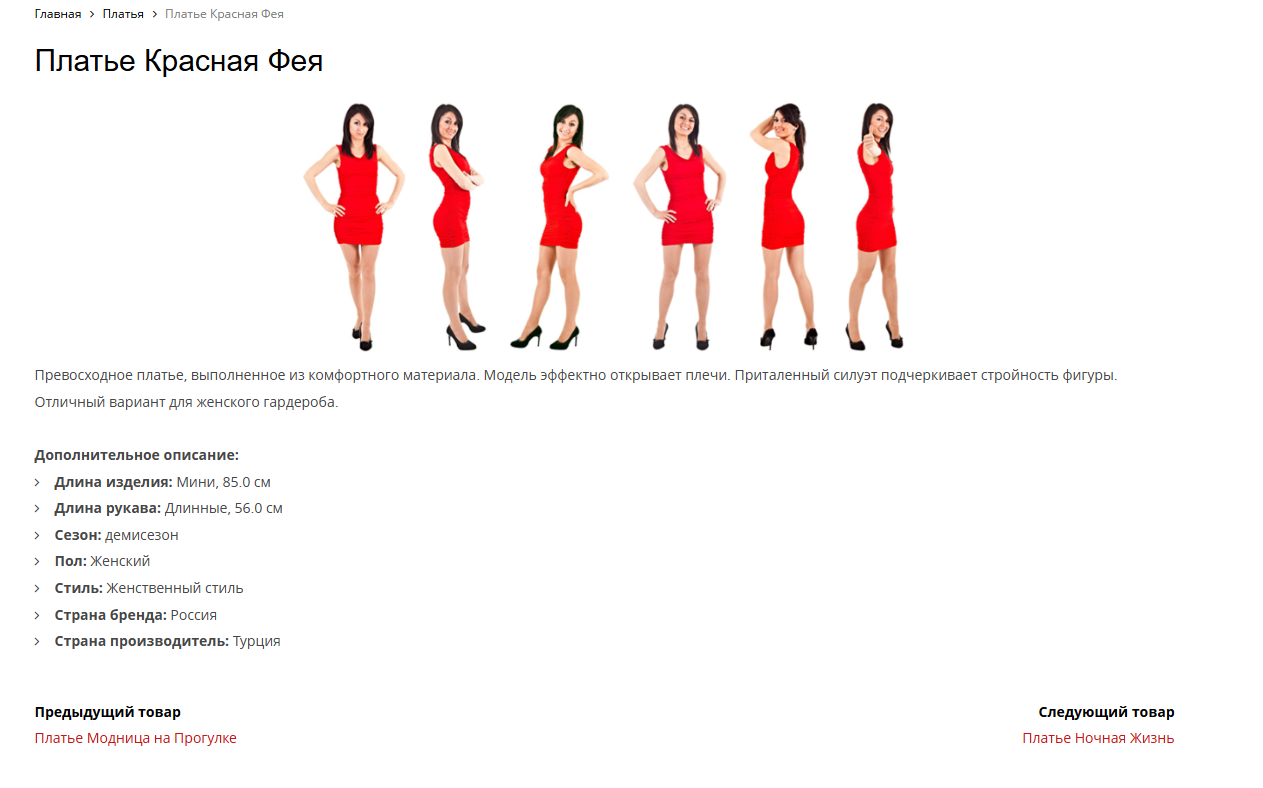 Главная > Платья > Платье Красная Фея
Платье Красная Фея
Превосходное платье, выполненное из комфортного материала. Модель эффектно открывает плечи. Приталенный силуэт подчеркивает стройность фигуры.
Отличный вариант для женского гардероба.
Дополнительное описание:
> Длина изделия: Мини, 85.0 см
> Длина рукава: Длинные, 56.0 см
> Сезон: демисезон
> Пол: Женский
> Стиль: Женственный стиль
> Страна бренда: Россия
> Страна производитель: Турция
Предыдущий товар
Платье Модница на Прогулке
Следующий товар
Платье Ночная Жизнь